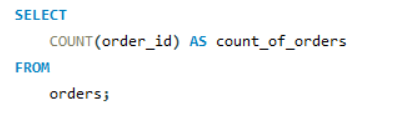 SELECT
    COUNT(order_id) AS count_of_orders
FROM
    orders;